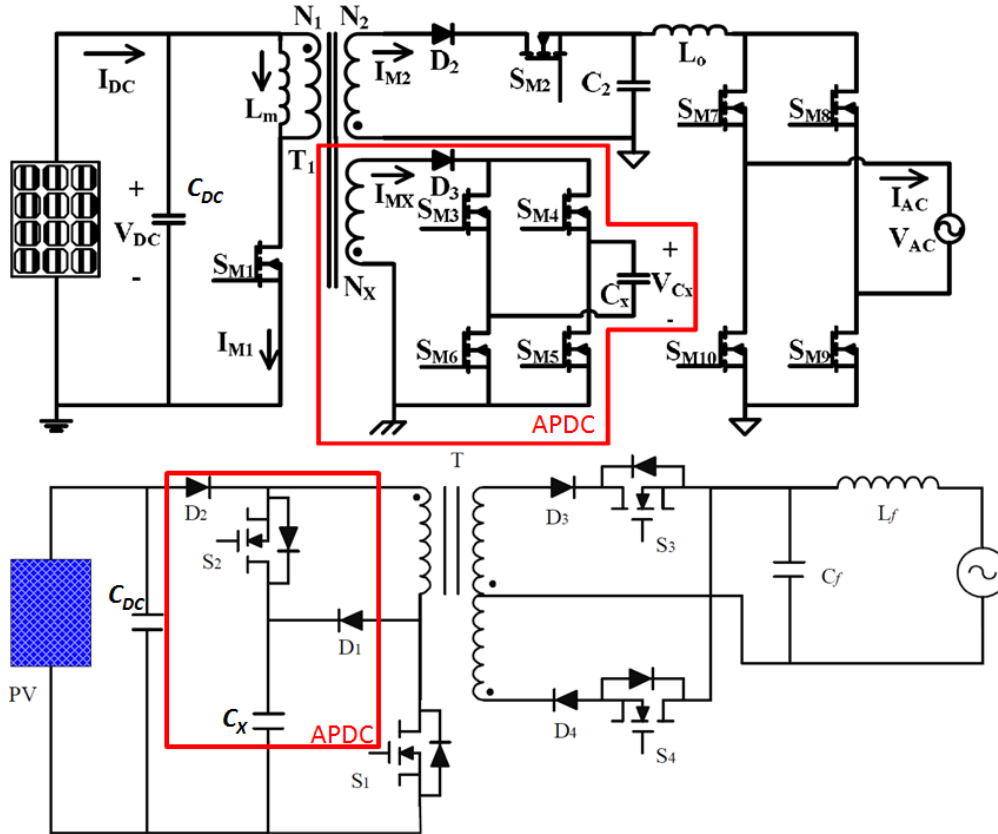 N1 N2
IDC
Lm
T1
IM2
D2
SM2
C2
Lo
SM7
SM8
+
VDC
-
CDC
SM1
IM1
IMX
D3
SM3
SM4
NX
Cx
+
VCx
-
IAC
VAC
SM6
SM5
SM10
SM9
APDC
T
D2
S2
CDC
D1
PV
CX
APDC
S1
D3
S3
Lf
Cf
D4
S4